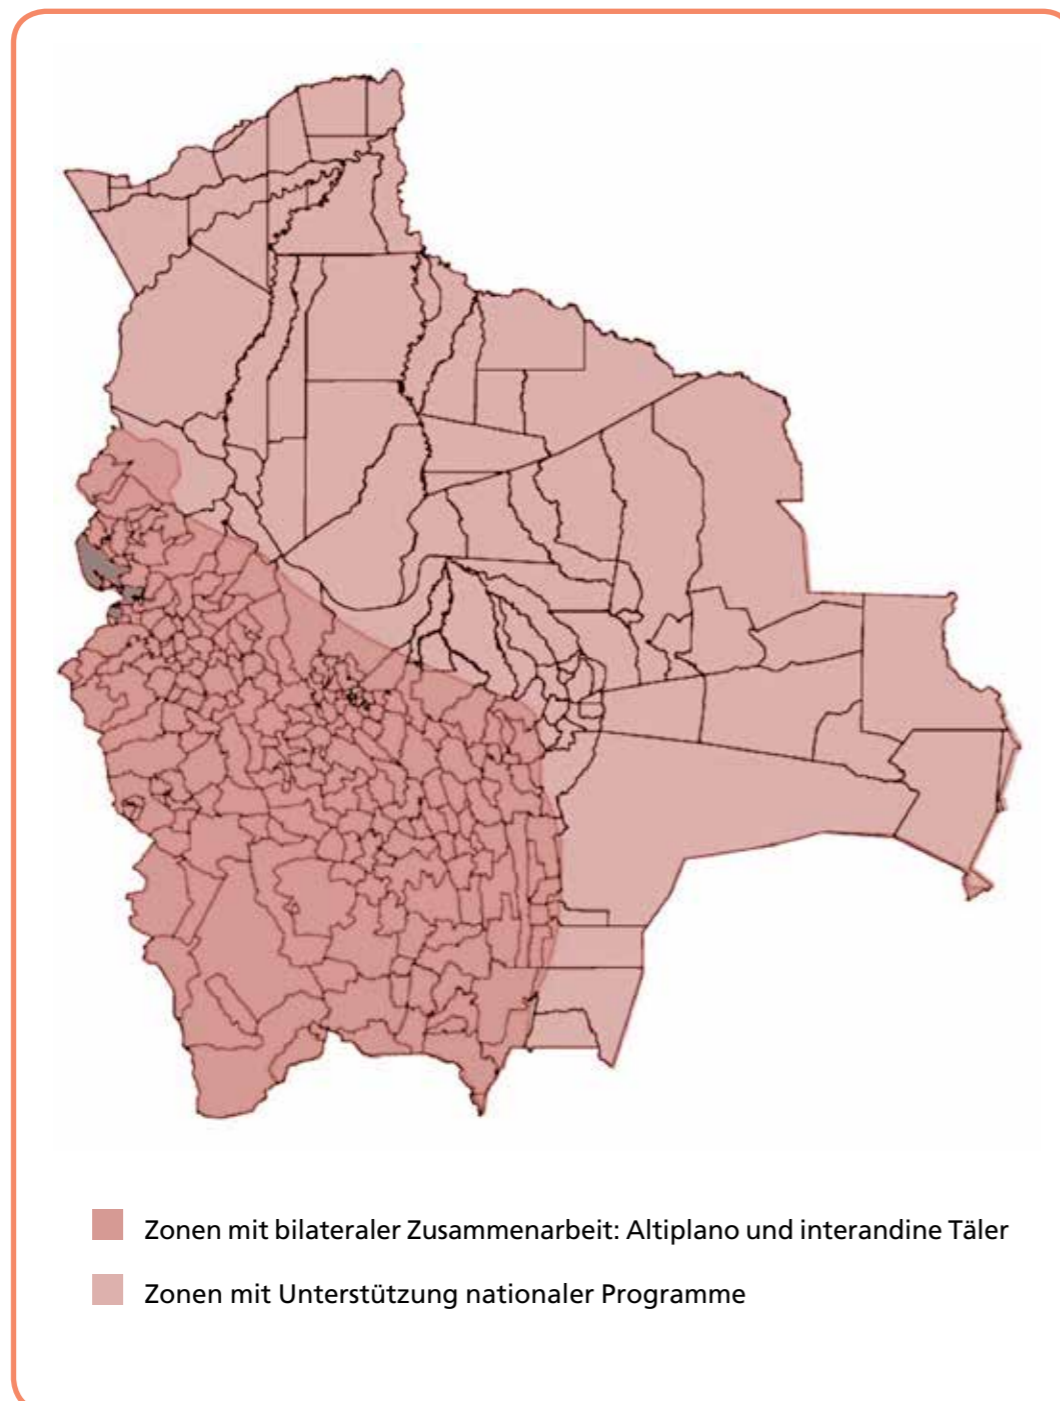 Zonen mit bilateraler Zusammenarbeit: Altiplano und interandine Täler
Zonen mit Unterstützung nationaler Programme